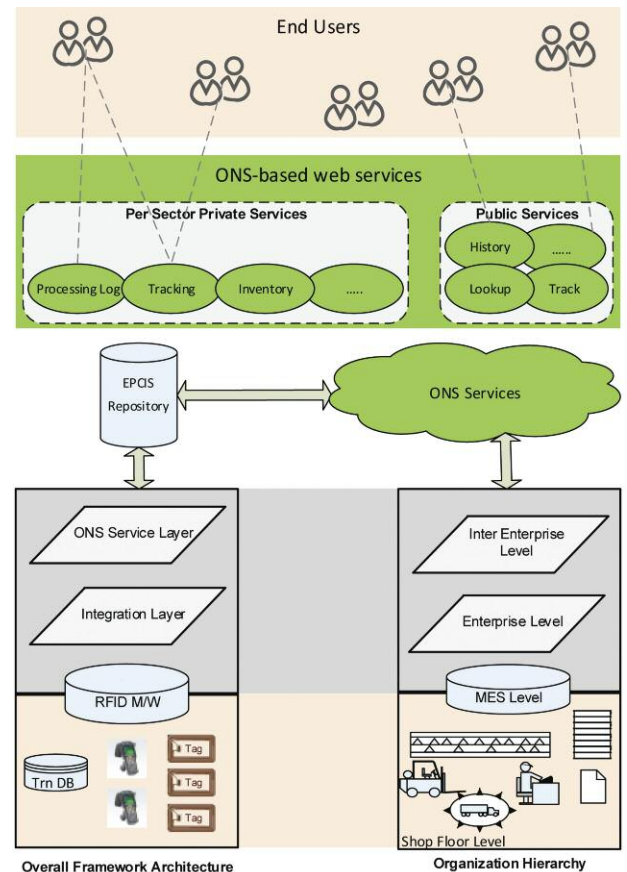 End Users
ONS-based web services
Per Sector Private Services
Public Services
History
......
Processing Log
Tracking
Inventory
.....
Lookup
Track
EPCIS
Repository
ONS Services
ONS Service Layer
Inter Enterprise
Level
Integration Layer
Enterprise Level
RFID M/W
MES Level
Trn DB
Tag
Tag
Tag
Shop Floor Level
Overall Framework Architecture
Organization Hierarchy